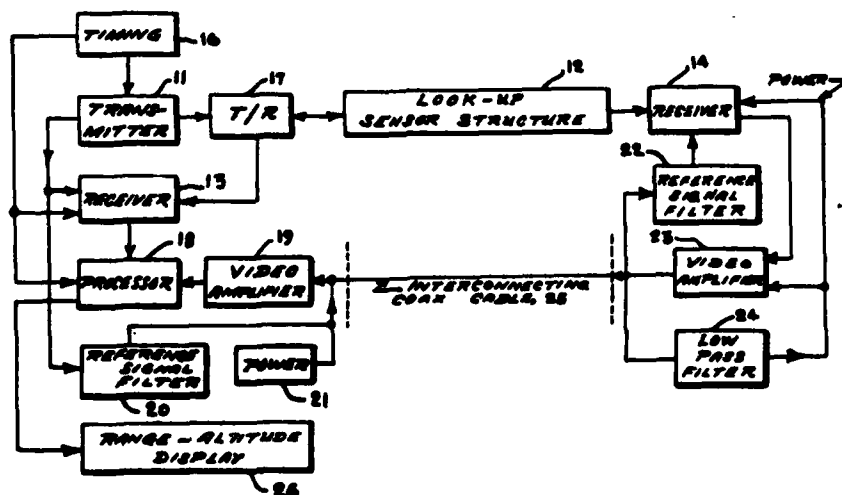 TIMING
16
11
TRANS-
MITTER
17
T/R
12
LOOK-UP
SENSOR STRUCTURE
14
RECEIVER
POWER
13
RECEIVER
22
REFERENCE
SIGNAL
FILTER
18
PROCESSOR
19
VIDEO
AMPLIFIER
INTERCONNECTING
COAX CABLE, 25
23
VIDEO
AMPLIFIER
24
LOW
PASS
FILTER
REFERENCE
SIGNAL
FILTER
20
POWER
21
RANGE-ALTITUDE
DISPLAY
26